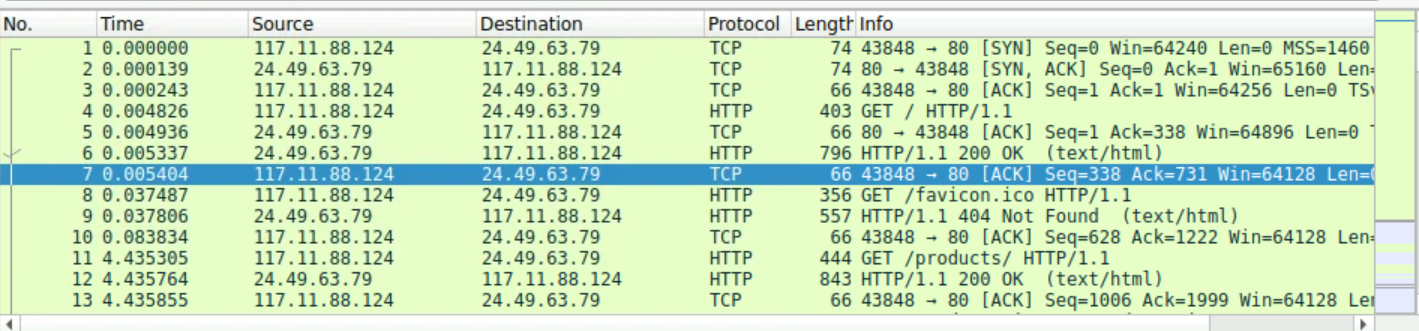 No. Time Source Destination Protocol Length Info
1 0.000000 117.11.88.124 24.49.63.79 TCP 74 43848 → 80 [SYN] Seq=0 Win=64240 Len=0 MSS=1460
2 0.000139 24.49.63.79 117.11.88.124 TCP 74 80 → 43848 [SYN, ACK] Seq=0 Ack=1 Win=65160 Len=
3 0.000243 117.11.88.124 24.49.63.79 TCP 66 43848 → 80 [ACK] Seq=1 Ack=1 Win=64256 Len=0 TSv
4 0.004826 117.11.88.124 24.49.63.79 HTTP 403 GET / HTTP/1.1
5 0.004936 24.49.63.79 117.11.88.124 TCP 66 80 → 43848 [ACK] Seq=1 Ack=338 Win=64896 Len=0 T
6 0.005337 24.49.63.79 117.11.88.124 HTTP 796 HTTP/1.1 200 OK (text/html)
7 0.005404 117.11.88.124 24.49.63.79 TCP 66 43848 → 80 [ACK] Seq=338 Ack=731 Win=64128 Len=0
8 0.037487 117.11.88.124 24.49.63.79 HTTP 356 GET /favicon.ico HTTP/1.1
9 0.037806 24.49.63.79 117.11.88.124 HTTP 557 HTTP/1.1 404 Not Found (text/html)
10 0.083834 117.11.88.124 24.49.63.79 TCP 66 43848 → 80 [ACK] Seq=628 Ack=1222 Win=64128 Len=
11 4.435305 117.11.88.124 24.49.63.79 HTTP 444 GET /products/ HTTP/1.1
12 4.435764 24.49.63.79 117.11.88.124 HTTP 843 HTTP/1.1 200 OK (text/html)
13 4.435855 117.11.88.124 24.49.63.79 TCP 66 43848 → 80 [ACK] Seq=1006 Ack=1999 Win=64128 Len